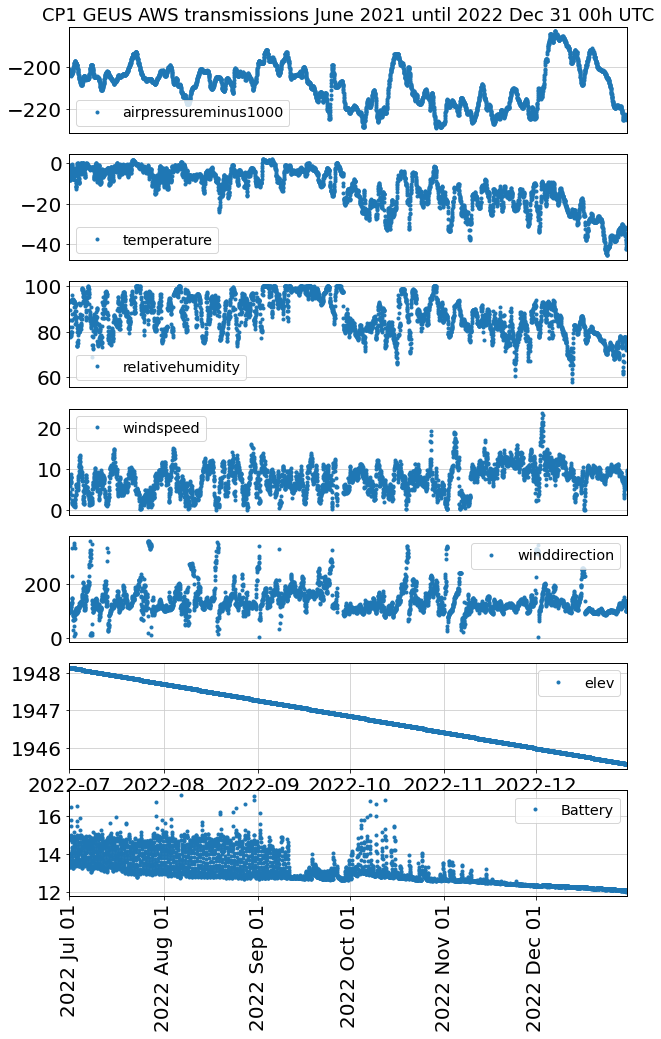 CP1 GEUS AWS transmissions June 2021 until 2022 Dec 31 00h UTC
−200
−220
airpressureminus1000
0
−20
−40
temperature
100
80
60
relativehumidity
20
10
0
windspeed
200
0
winddirection
1948
1947
1946
elev
2022-07 2022-08 2022-09 2022-10 2022-11 2022-12
16
14
12
Battery
2022 Jul 01
2022 Aug 01
2022 Sep 01
2022 Oct 01
2022 Nov 01
2022 Dec 01